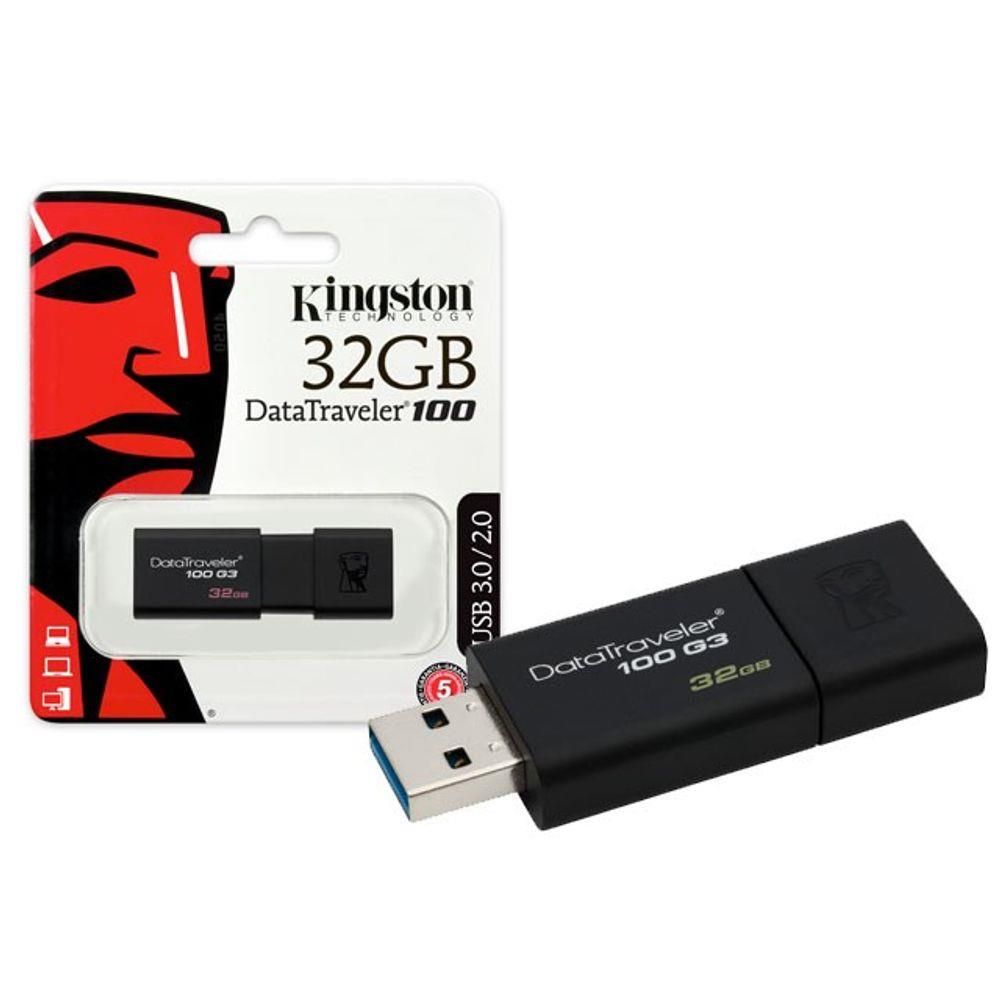 Kingston
TECHNOLOGY
32GB
DataTraveler® 100
DataTraveler®
100 G3
32GB
USB 3.0 / 2.0
5
®
4050
DataTraveler®
100 G3
32GB